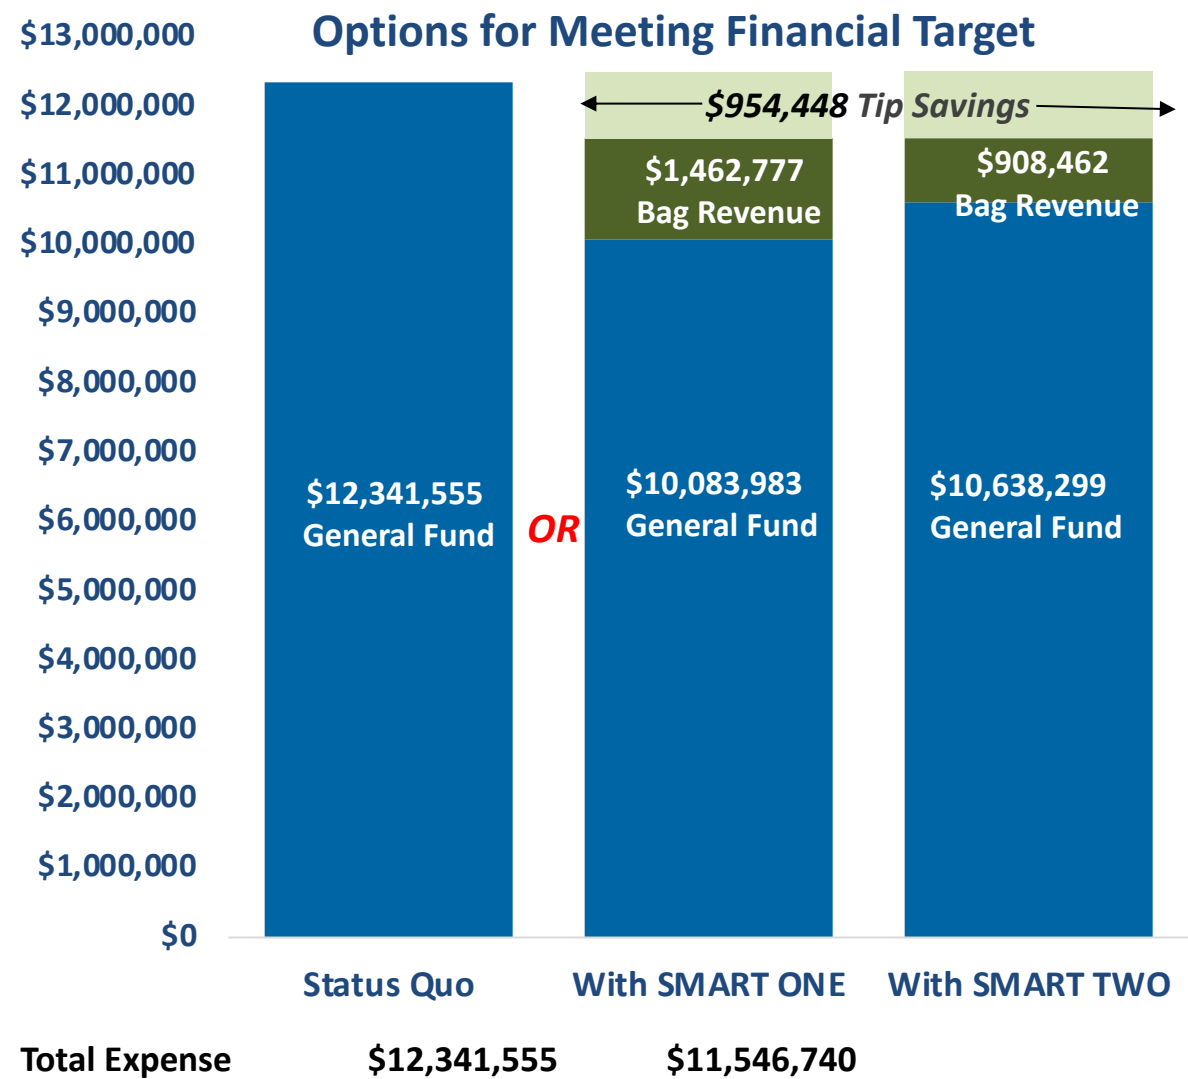 Options for Meeting Financial Target
$13,000,000
$12,000,000
$11,000,000
$10,000,000
$9,000,000
$8,000,000
$7,000,000
$6,000,000
$5,000,000
$4,000,000
$3,000,000
$2,000,000
$1,000,000
$0
$954,448 Tip Savings
$1,462,777
Bag Revenue
$908,462
Bag Revenue
$12,341,555
General Fund
OR
$10,083,983
General Fund
$10,638,299
General Fund
Status Quo
With SMART ONE
With SMART TWO
Total Expense $12,341,555 $11,546,740